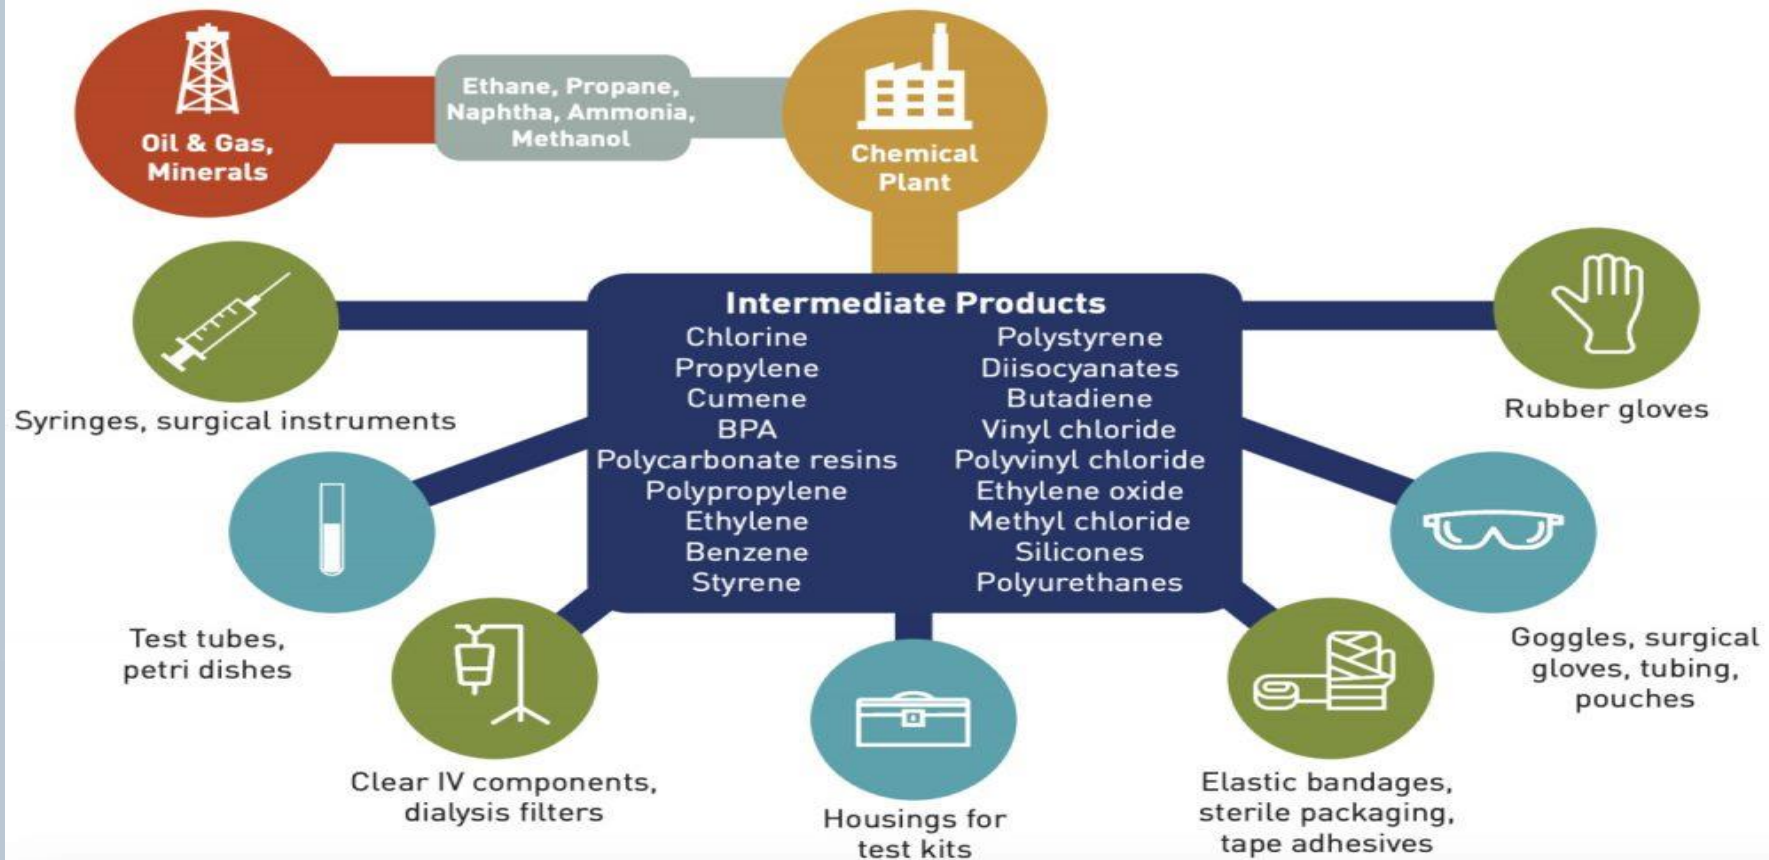 Oil & Gas,
Minerals
Ethane, Propane,
Naphtha, Ammonia,
Methanol
Chemical
Plant
Intermediate Products
Chlorine
Propylene
Cumene
BPA
Polycarbonate resins
Polypropylene
Ethylene
Benzene
Styrene
Polystyrene
Diisocyanates
Butadiene
Vinyl chloride
Polyvinyl chloride
Ethylene oxide
Methyl chloride
Silicones
Polyurethanes
Syringes, surgical instruments
Rubber gloves
Test tubes,
petri dishes
Goggles, surgical
gloves, tubing,
pouches
Clear IV components,
dialysis filters
Housings for
test kits
Elastic bandages,
sterile packaging,
tape adhesives